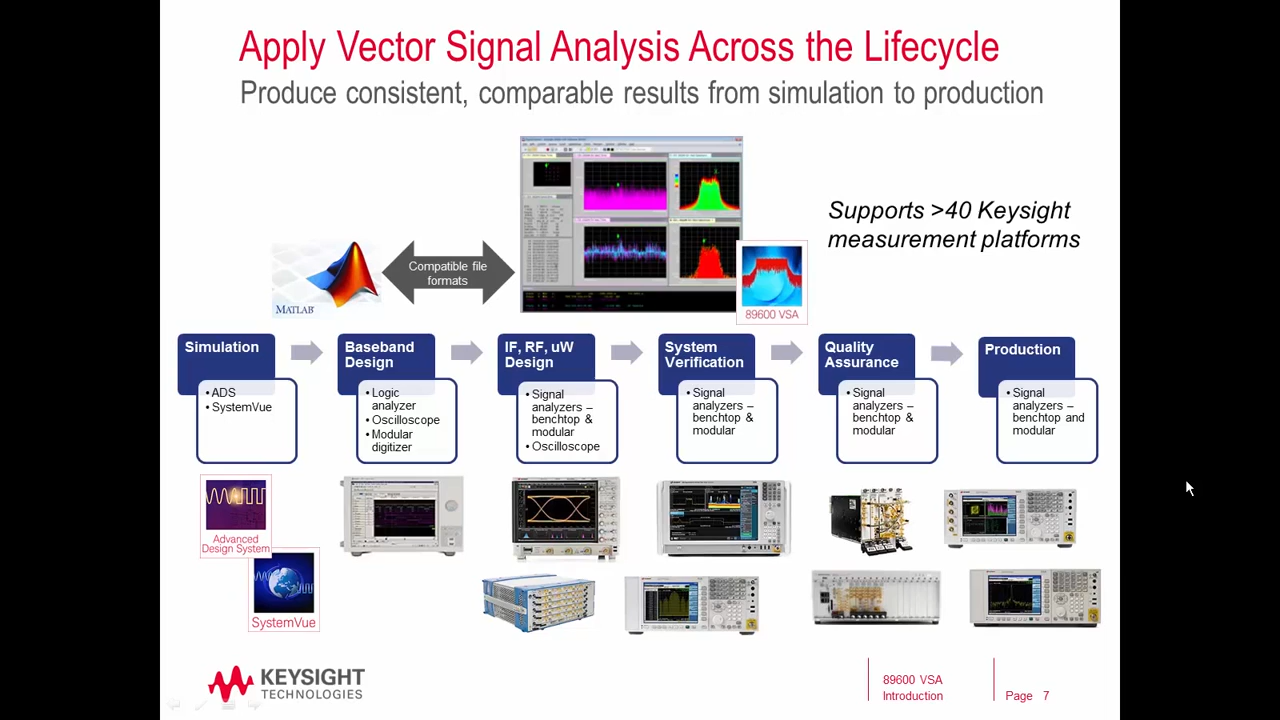 Apply Vector Signal Analysis Across the Lifecycle
Produce consistent, comparable results from simulation to production
Supports >40 Keysight
measurement platforms
Compatible file
formats
MATLAB
89600 VSA
Simulation
• ADS
• SystemVue
Baseband
Design
• Logic
analyzer
• Oscilloscope
• Modular
digitizer
IF, RF, uW
Design
• Signal
analyzers –
benchtop &
modular
• Oscilloscope
System
Verification
• Signal
analyzers –
benchtop &
modular
Quality
Assurance
• Signal
analyzers –
benchtop &
modular
Production
• Signal
analyzers –
benchtop and
modular
Advanced
Design System
SystemVue
KEYSIGHT
TECHNOLOGIES
89600 VSA
Introduction
Page 7